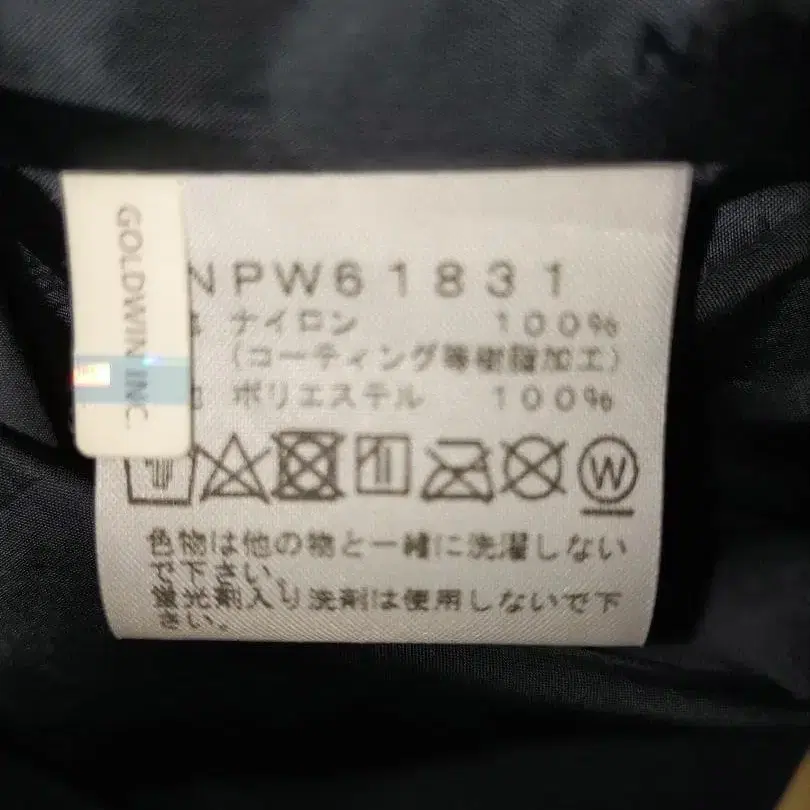 GOLDWIN INC.
NPW61831
ナイロン 100%
(コーティング等樹脂加工)
ポリエステル 100%
W
色物は他の物と一緒に洗濯しない
で下さい。
蛍光剤入り洗剤は使用しないで下
さい。